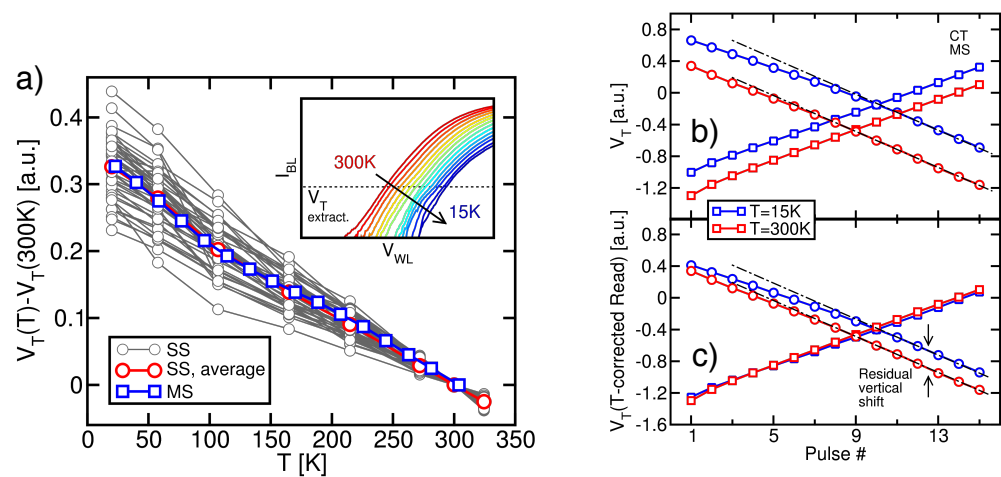 a)
V_T(T)-V_T(300K) [a.u.]
0.4
0.3
0.2
0.1
0
0 50 100 150 200 250 300 350
T [K]
SS
SS, average
MS
I_BL
V_WL
300K
15K
V_T
extract.
b)
V_T [a.u.]
0.8
0.4
0
-0.4
-0.8
-1.2
CT
MS
T=15K
T=300K
c)
V_T(T-corrected Read) [a.u.]
0.4
0
-0.4
-0.8
-1.2
-1.6
Residual
vertical
shift
1 5 9 13
Pulse #